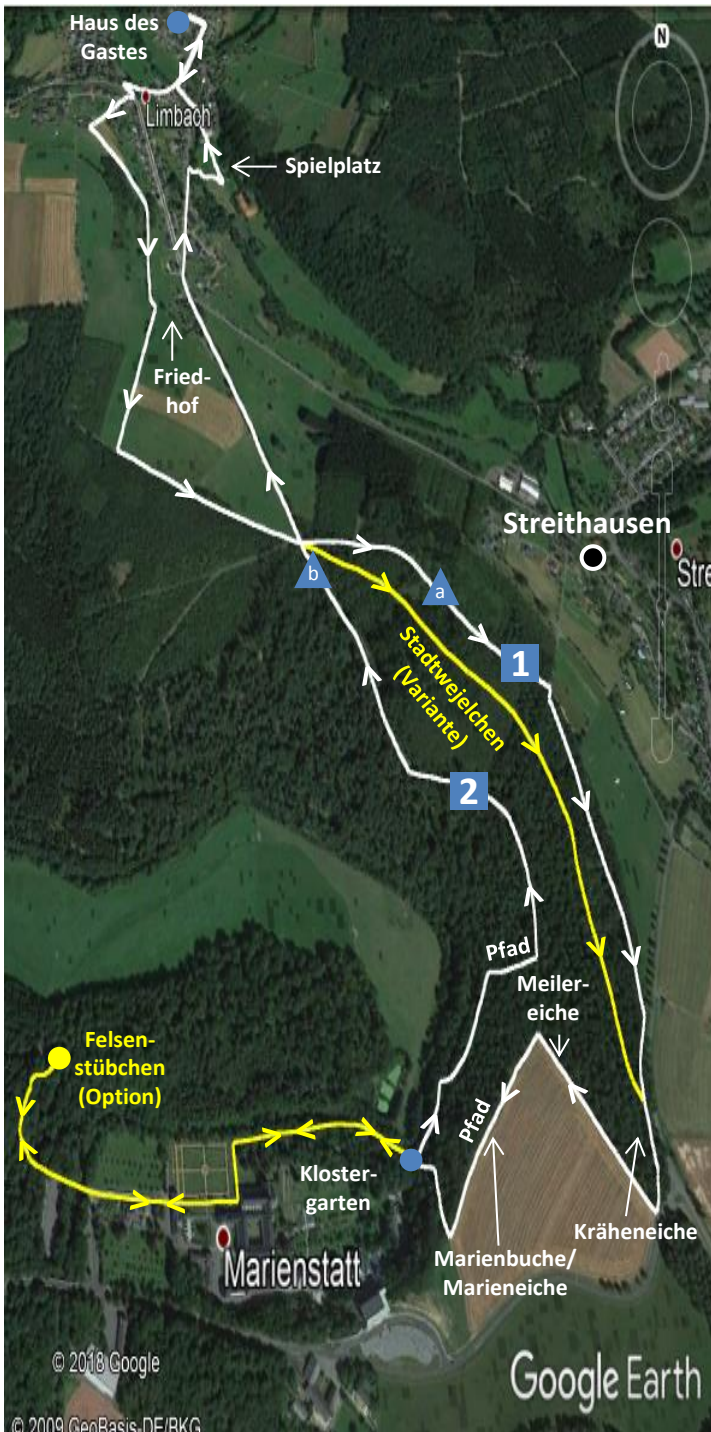 Haus des
Gastes
N
Limbach
Spielplatz
Fried-
hof
Streithausen
Stre
b
a
1
Stadtwejelchen
(Variante)
2
Pfad
Meiler-
eiche
Felsen-
stübchen
(Option)
Pfad
Kloster-
garten
Kräheneiche
Marienbuche/
Marieneiche
Marienstatt
© 2018 Google
Google Earth
© 2009 GeoBasis-DE/BKG